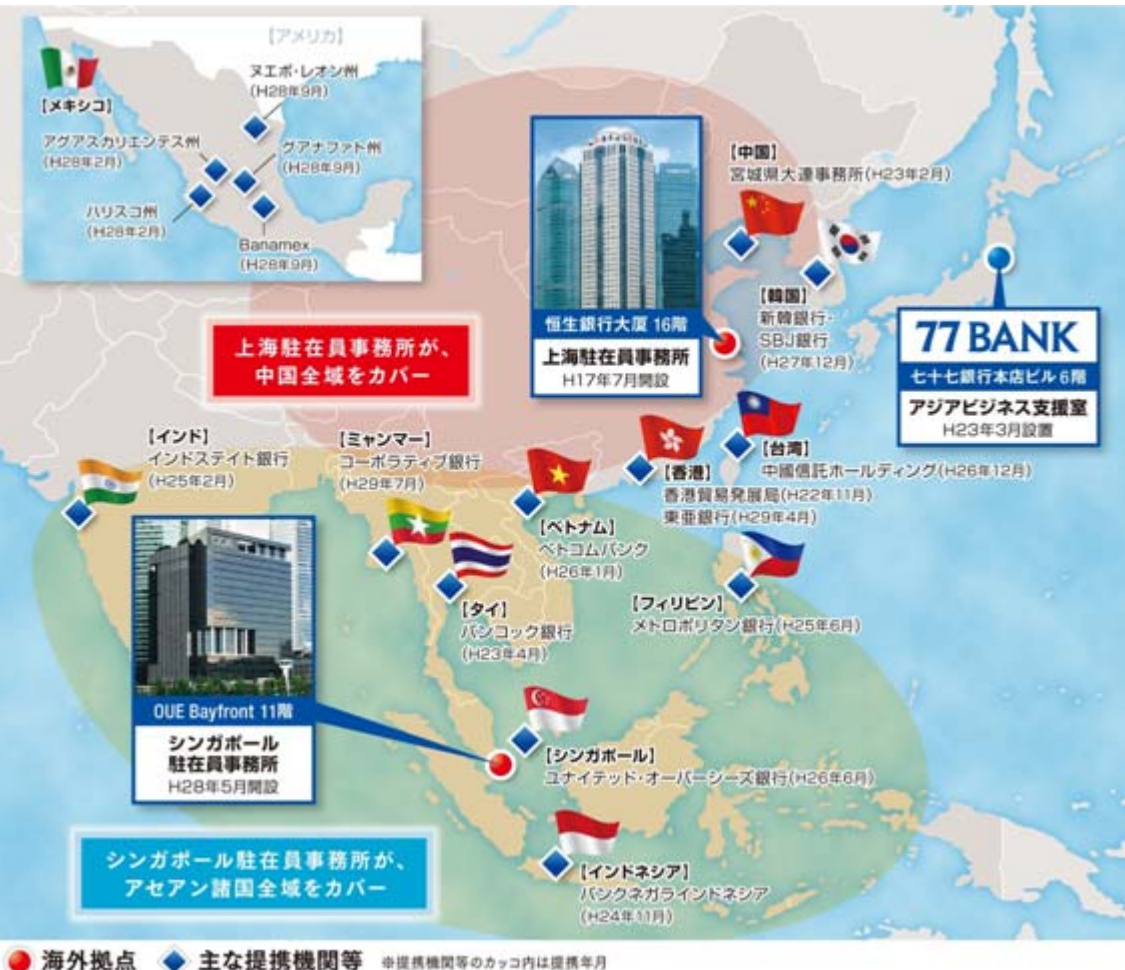 【アメリカ】
ヌエボ・レオン州
(H28年9月)
【メキシコ】
アグアスカリエンテス州
(H28年2月)
グアナファト州
(H28年9月)
ハリスコ州
(H28年2月)
Banamex
(H28年9月)
【中国】
宮城県大連事務所(H23年2月)
恒生銀行大厦 16階
上海駐在員事務所
H17年7月開設
【韓国】
新韓銀行・
SBJ銀行
(H27年12月)
77 BANK
七十七銀行本店ビル 6階
アジアビジネス支援室
H23年3月設置
上海駐在員事務所が、
中国全域をカバー
【インド】
インドステイト銀行
(H25年2月)
【ミャンマー】
コーポラティブ銀行
(H29年7月)
【台湾】
中國信託ホールディング(H26年12月)
【香港】
香港貿易発展局(H22年11月)
東亜銀行(H29年4月)
【ベトナム】
ベトコムバンク
(H26年1月)
【タイ】
バンコック銀行
(H23年4月)
【フィリピン】
メトロポリタン銀行(H25年6月)
OUE Bayfront 11階
シンガポール
駐在員事務所
H28年5月開設
【シンガポール】
ユナイテッド・オーバーシーズ銀行(H26年6月)
シンガポール駐在員事務所が、
アセアン諸国全域をカバー
【インドネシア】
バンクネガラインドネシア
(H24年11月)
海外拠点 主な提携機関等 ※提携機関等のカッコ内は提携年月